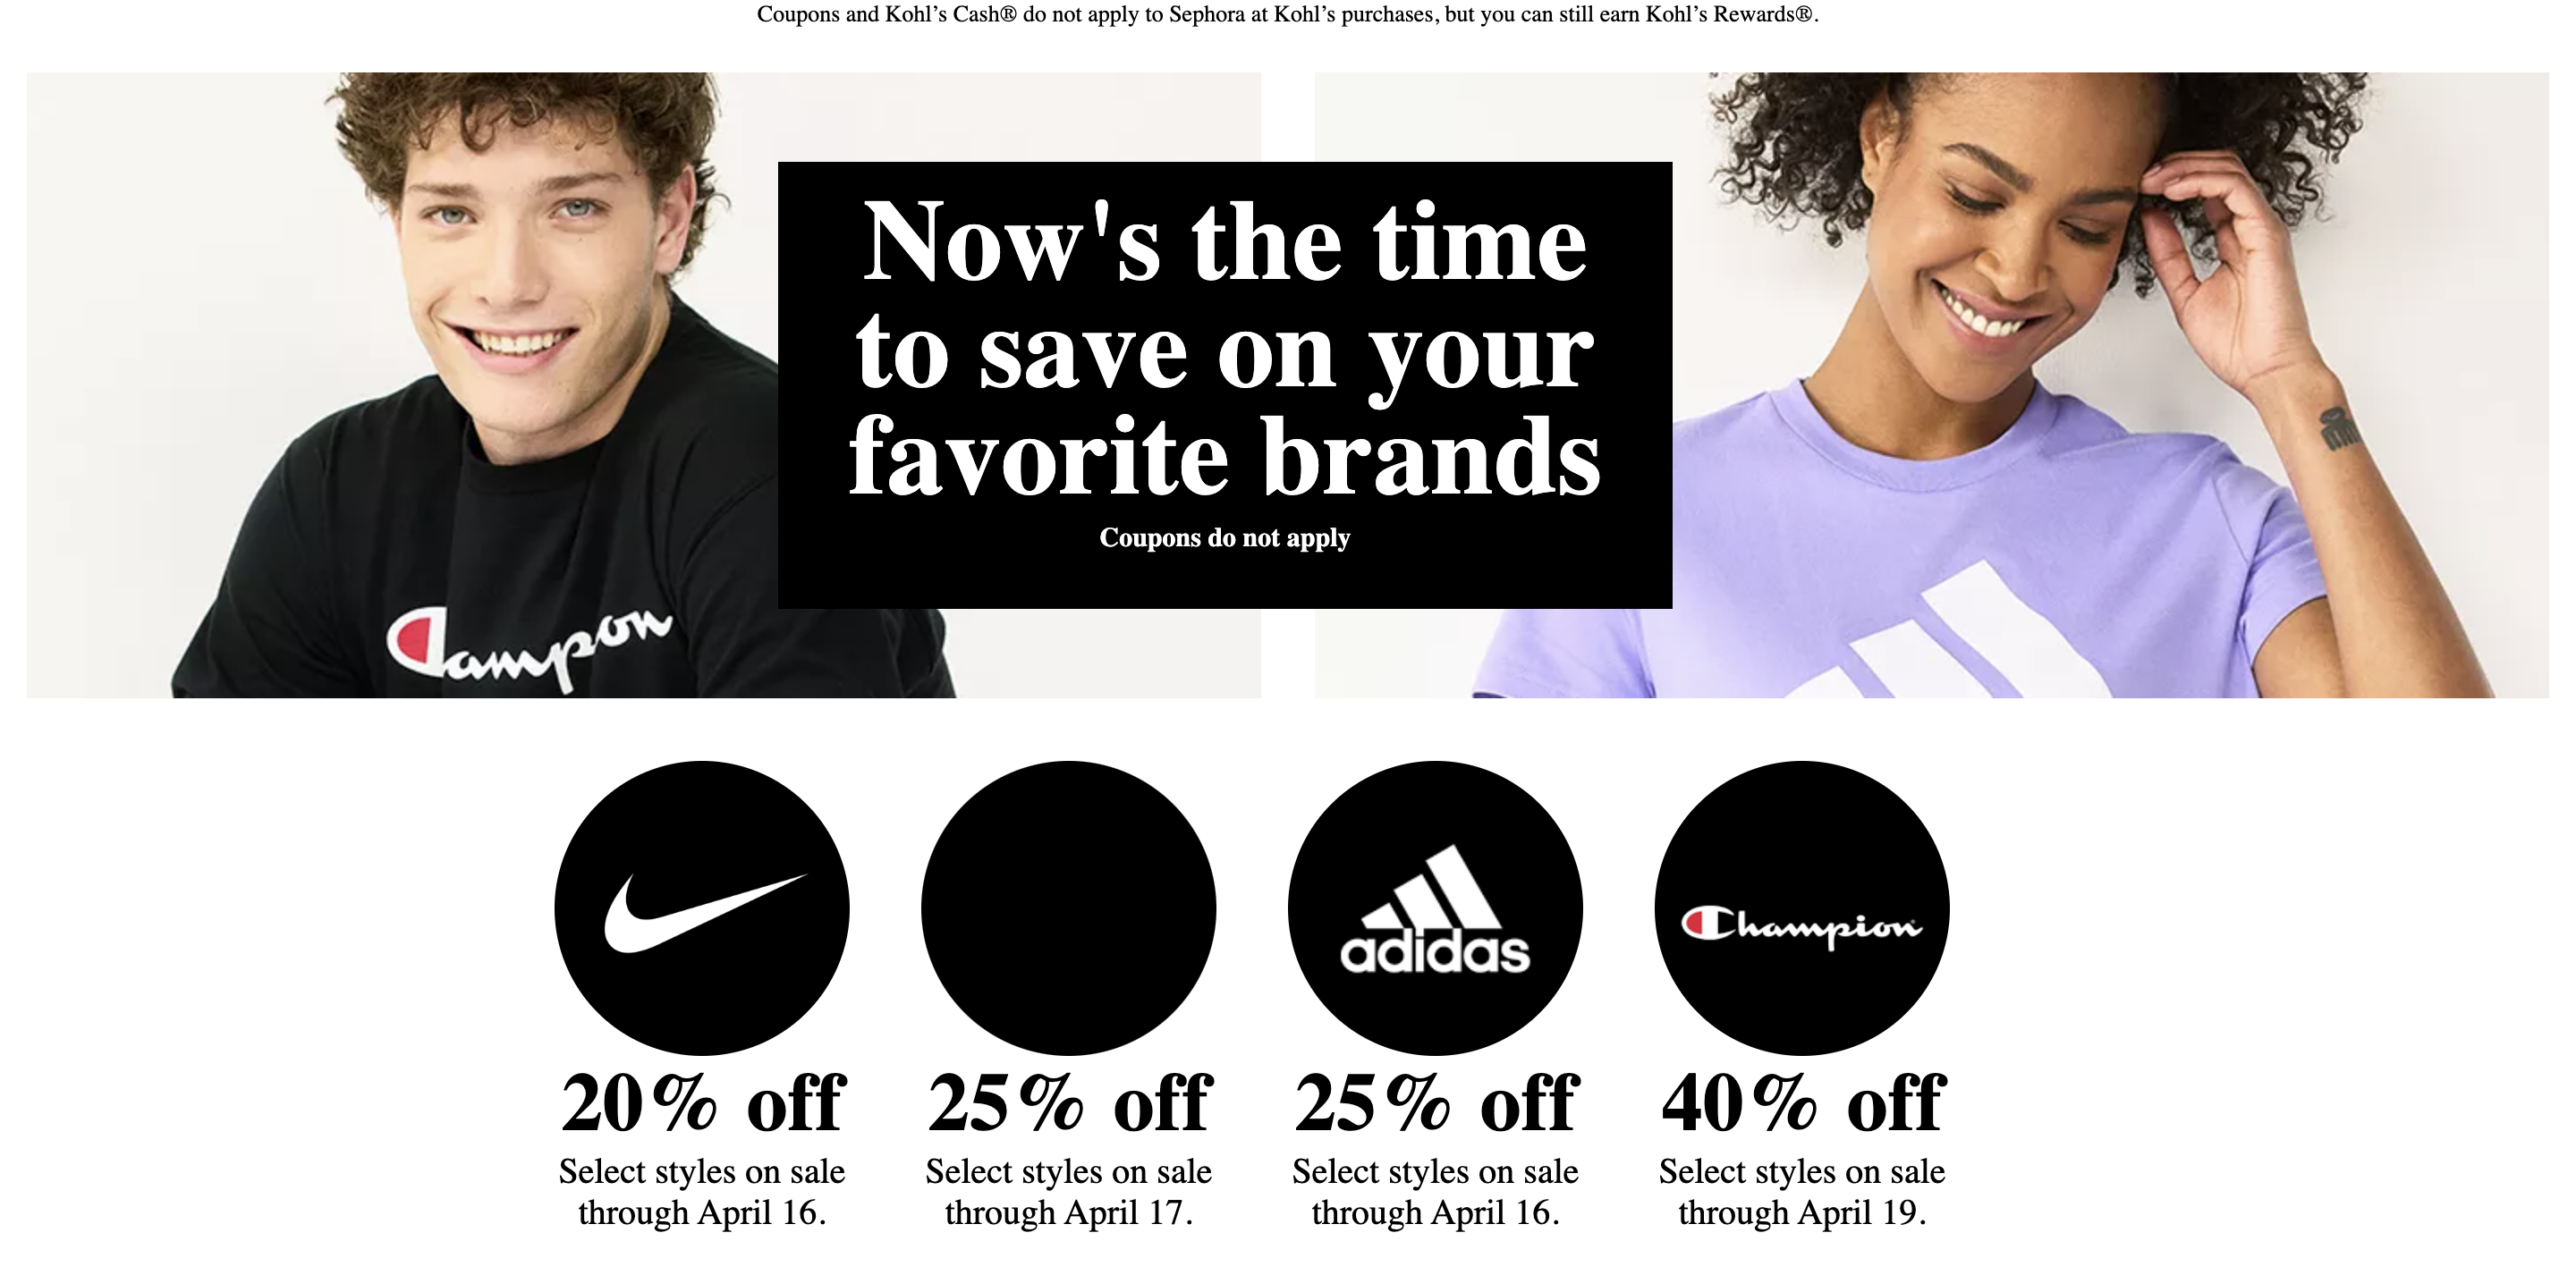 Coupons and Kohl’s Cash® do not apply to Sephora at Kohl’s purchases, but you can still earn Kohl’s Rewards®.
Now's the time
to save on your
favorite brands
Coupons do not apply
Champion
adidas
Champion
20% off
25% off
25% off
40% off
Select styles on sale
through April 16.
Select styles on sale
through April 17.
Select styles on sale
through April 16.
Select styles on sale
through April 19.